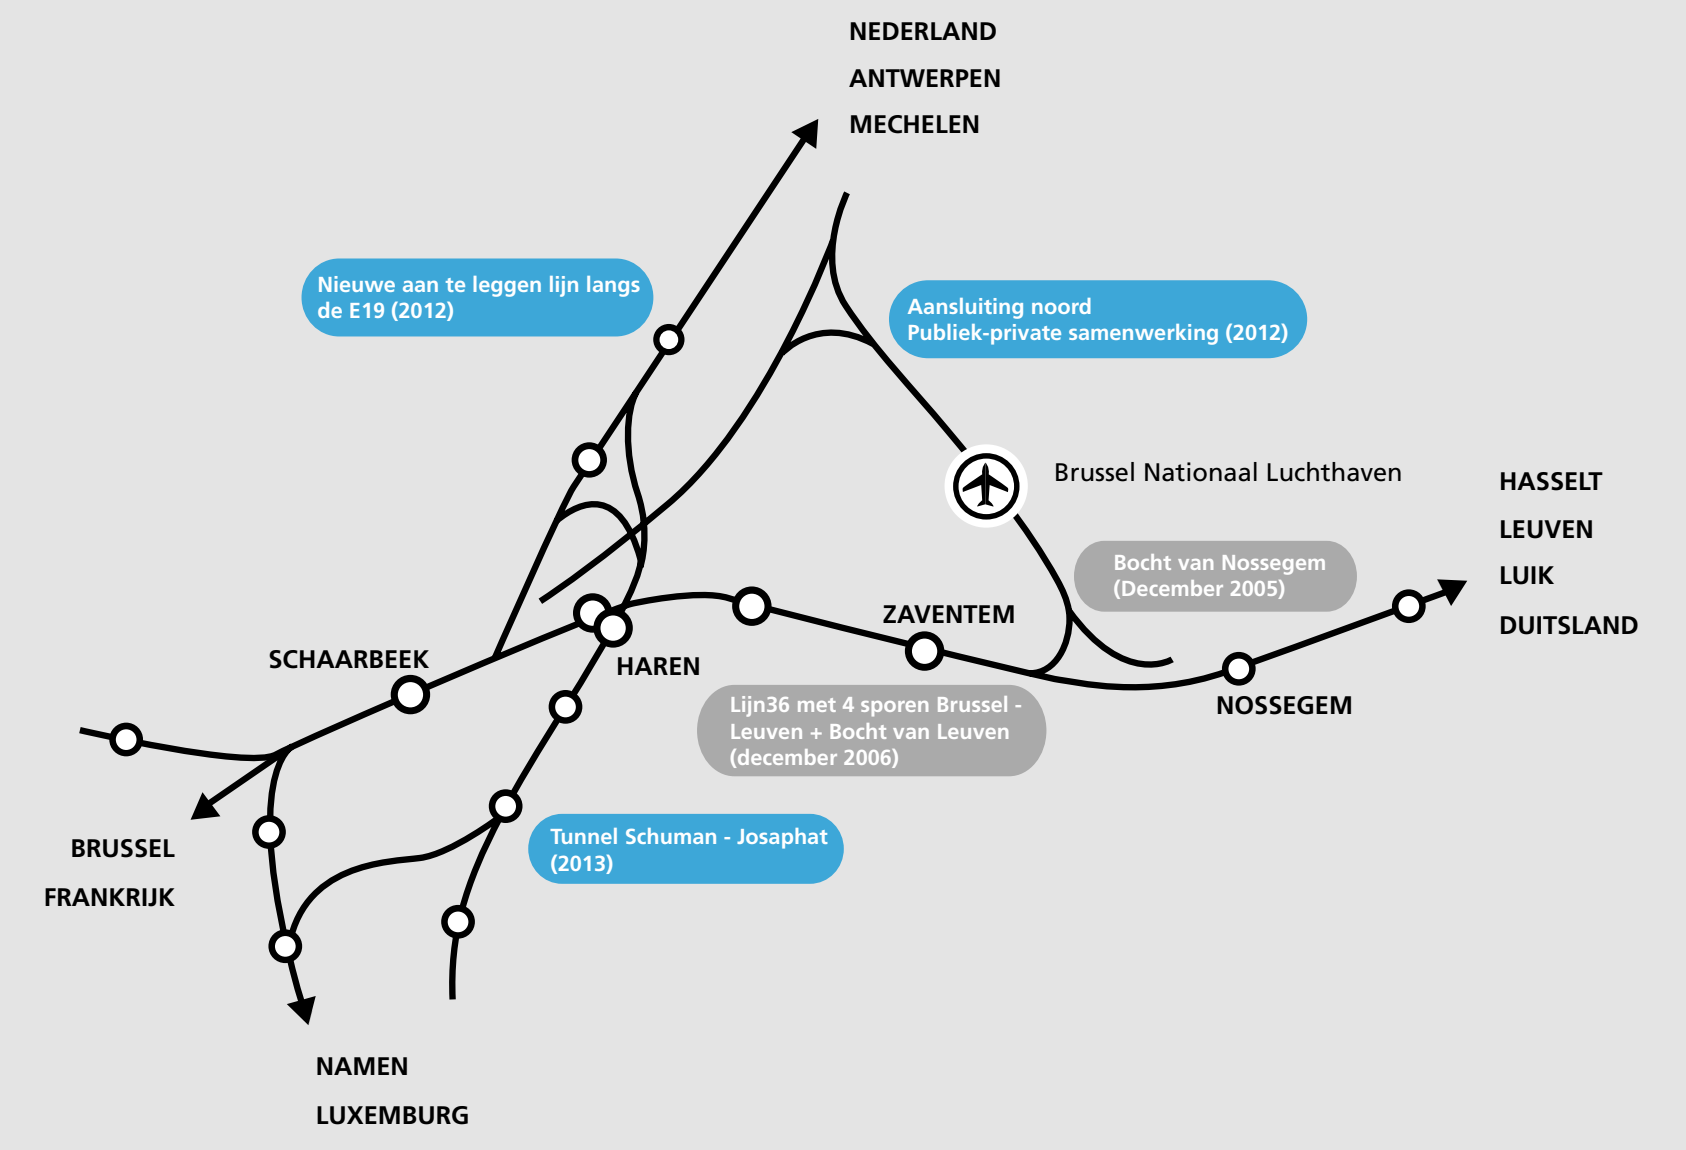 NEDERLAND
ANTWERPEN
MECHELEN
Nieuwe aan te leggen lijn langs
de E19 (2012)
Aansluiting noord
Publiek-private samenwerking (2012)
Brussel Nationaal Luchthaven
HASSELT
LEUVEN
LUIK
DUITSLAND
Bocht van Nossegem
(December 2005)
ZAVENTEM
SCHAARBEEK
HAREN
NOSSEGEM
Lijn36 met 4 sporen Brussel -
Leuven + Bocht van Leuven
(december 2006)
Tunnel Schuman - Josaphat
(2013)
BRUSSEL
FRANKRIJK
NAMEN
LUXEMBURG